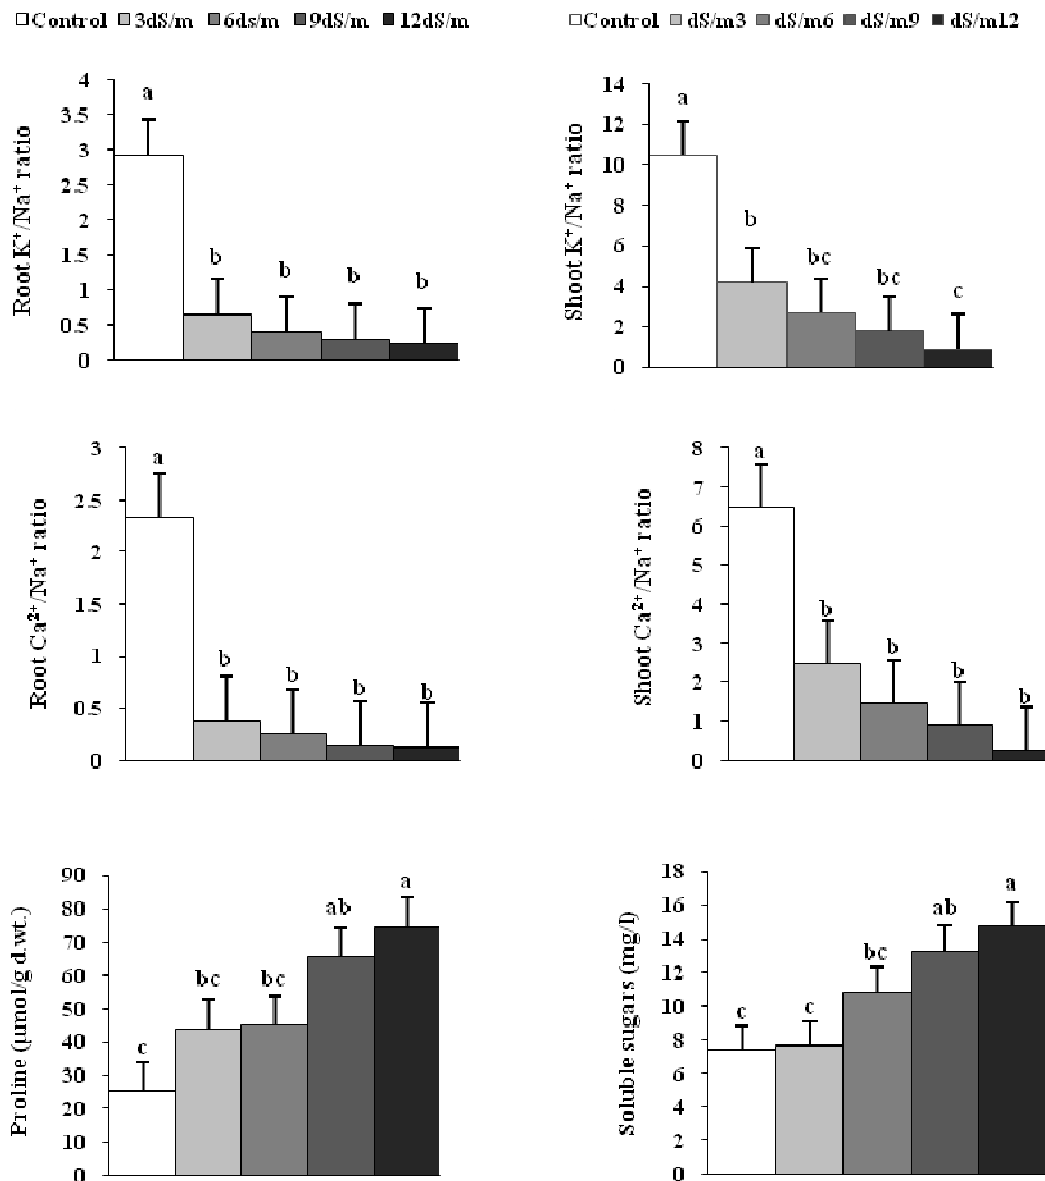 Control 3dS/m 6ds/m 9dS/m 12dS/m
Control dS/m3 dS/m6 dS/m9 dS/m12
Root K⁺/Na⁺ ratio
4
3.5
3
2.5
2
1.5
1
0.5
0
a
b
b
b
b
Shoot K⁺/Na⁺ ratio
14
12
10
8
6
4
2
0
a
b
bc
bc
c
Root Ca²⁺/Na⁺ ratio
3
2.5
2
1.5
1
0.5
0
a
b
b
b
b
Shoot Ca²⁺/Na⁺ ratio
8
7
6
5
4
3
2
1
0
a
b
b
b
b
Proline (µmol/g d.wt.)
90
80
70
60
50
40
30
20
10
0
c
bc
bc
ab
a
Soluble sugars (mg/l)
18
16
14
12
10
8
6
4
2
0
c
c
bc
ab
a